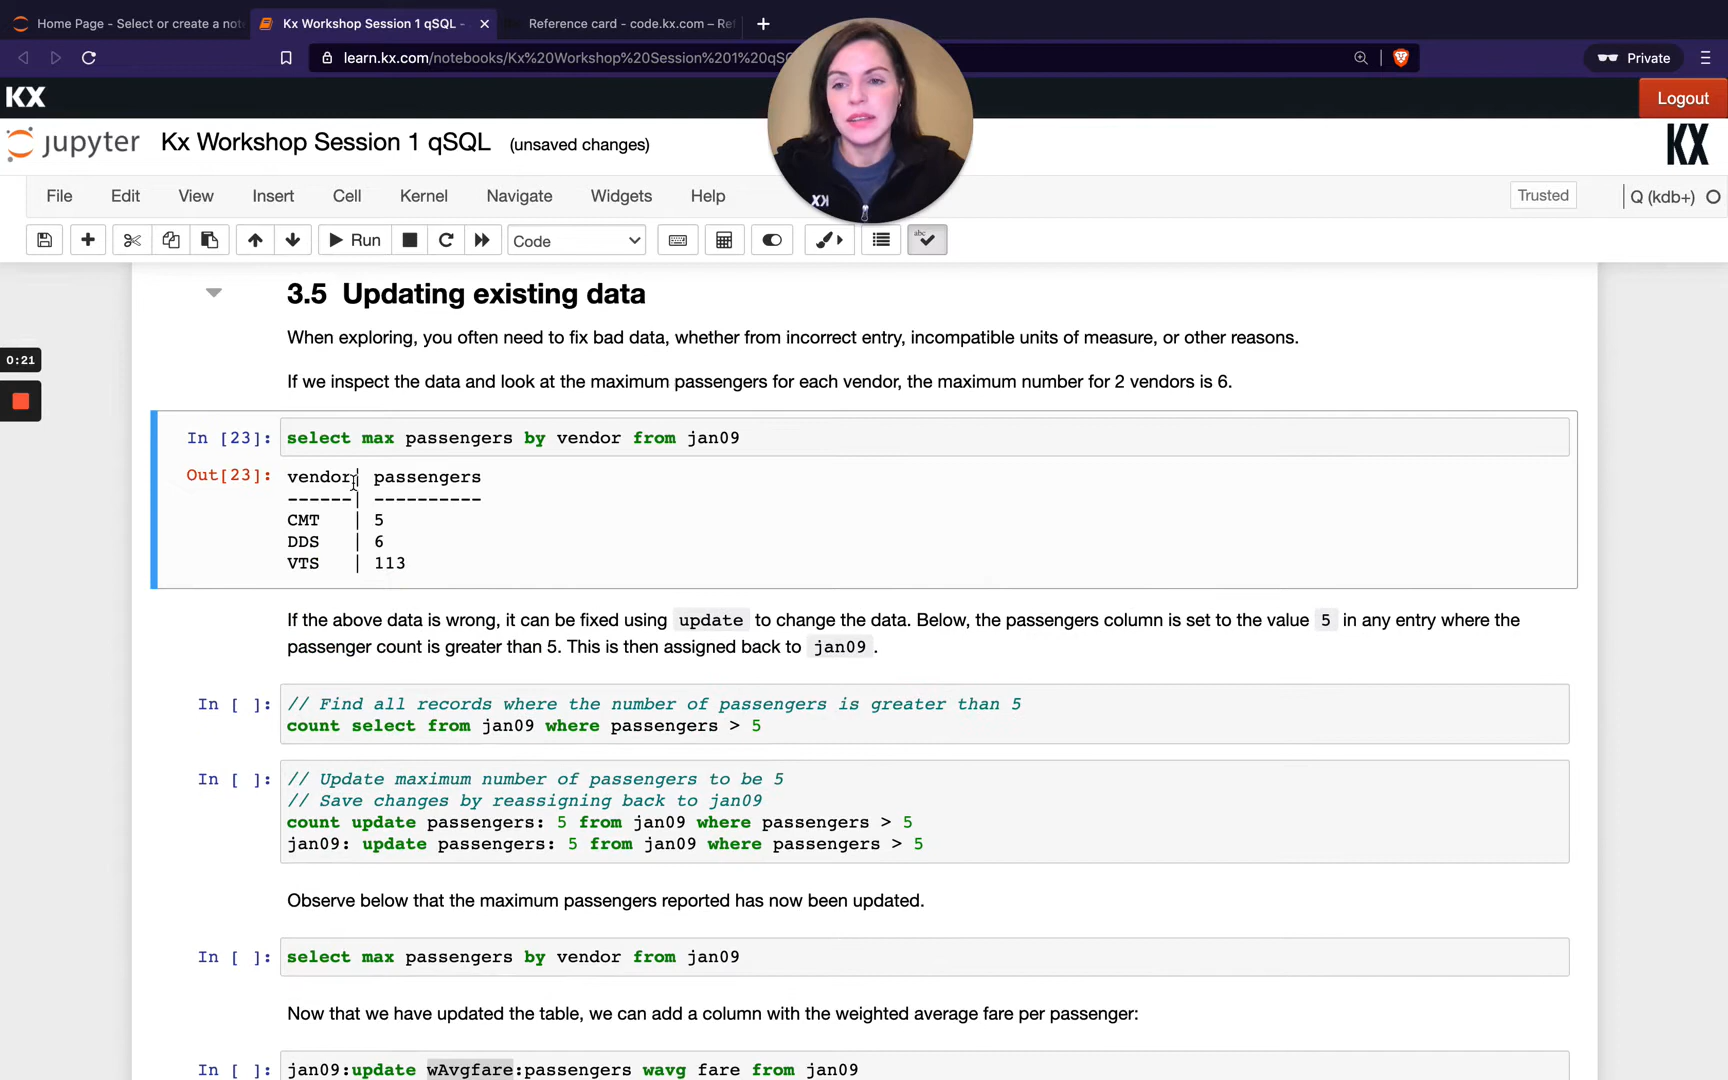 Home Page - Select or create a not
Kx Workshop Session 1 qSQL -
Reference card - code.kx.com – Re
learn.kx.com/notebooks/Kx%20Workshop%20Session%201%20qS
Private
KX
Logout
jupyter Kx Workshop Session 1 qSQL (unsaved changes)
KX
File Edit View Insert Cell Kernel Navigate Widgets Help
Trusted
Q (kdb+)
Run
Code
abc
KX
0:21
3.5 Updating existing data
When exploring, you often need to fix bad data, whether from incorrect entry, incompatible units of measure, or other reasons.
If we inspect the data and look at the maximum passengers for each vendor, the maximum number for 2 vendors is 6.
In [23]: select max passengers by vendor from jan09
Out[23]: vendor| passengers
------| ----------
CMT | 5
DDS | 6
VTS | 113
If the above data is wrong, it can be fixed using update to change the data. Below, the passengers column is set to the value 5 in any entry where the
passenger count is greater than 5. This is then assigned back to jan09 .
In [ ]: // Find all records where the number of passengers is greater than 5
count select from jan09 where passengers > 5
In [ ]: // Update maximum number of passengers to be 5
// Save changes by reassigning back to jan09
count update passengers: 5 from jan09 where passengers > 5
jan09: update passengers: 5 from jan09 where passengers > 5
Observe below that the maximum passengers reported has now been updated.
In [ ]: select max passengers by vendor from jan09
Now that we have updated the table, we can add a column with the weighted average fare per passenger:
In [ ]: jan09:update wAvgfare:passengers wavg fare from jan09